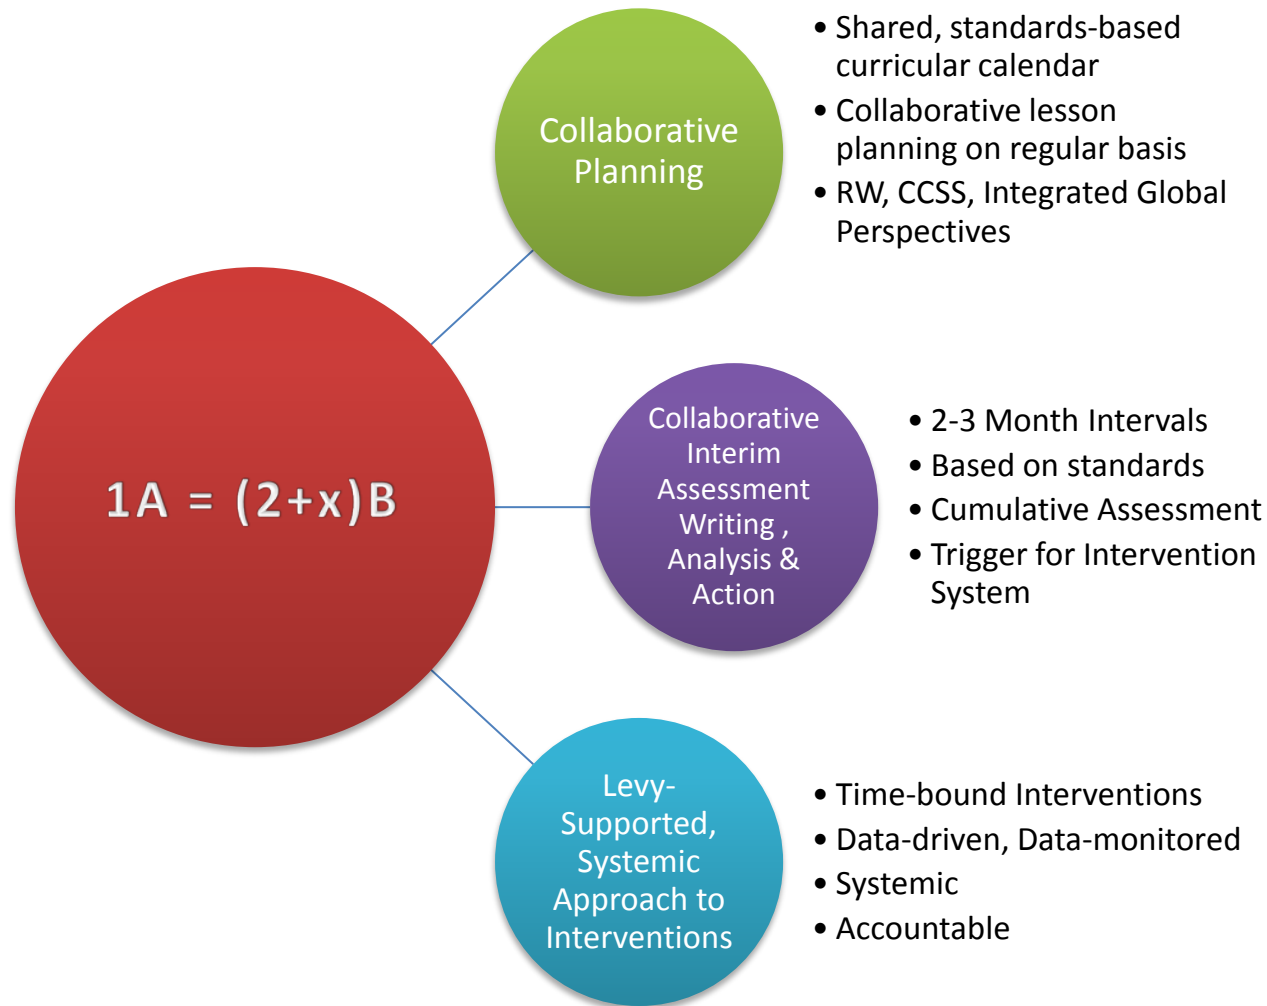 1A = (2+x)B
Collaborative
Planning
• Shared, standards-based
curricular calendar
• Collaborative lesson
planning on regular basis
• RW, CCSS, Integrated Global
Perspectives
Collaborative
Interim
Assessment
Writing ,
Analysis &
Action
• 2-3 Month Intervals
• Based on standards
• Cumulative Assessment
• Trigger for Intervention
System
Levy-
Supported,
Systemic
Approach to
Interventions
• Time-bound Interventions
• Data-driven, Data-monitored
• Systemic
• Accountable